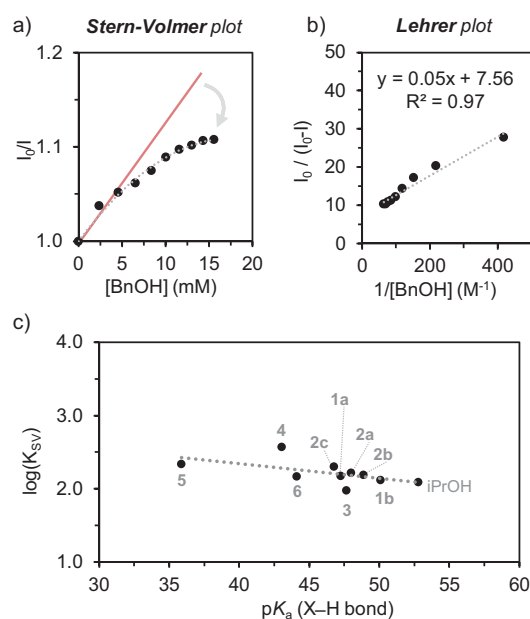 a) Stern-Volmer plot
I₀/I
1.2
1.1
1.0
0 5 10 15 20
[BnOH] (mM)
b) Lehrer plot
I₀ / (I₀-I)
y = 0.05x + 7.56
R² = 0.97
50
40
30
20
10
0
0 200 400
1/[BnOH] (M⁻¹)
c)
log(K_SV)
4.0
3.0
2.0
1.0
1a
4
2c
2a
2b
5
6
3
1b
iPrOH
30 35 40 45 50 55 60
pKₐ (X–H bond)